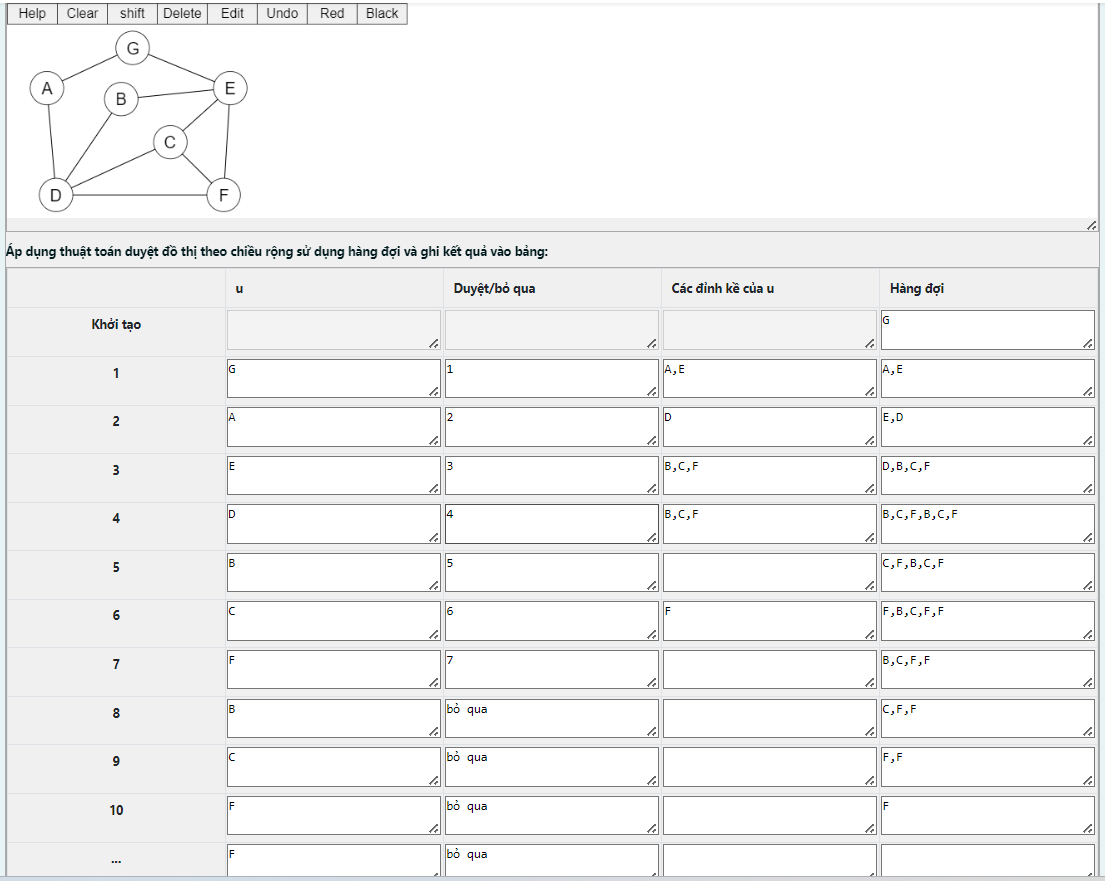 Help Clear shift Delete Edit Undo Red Black
G
A
B
E
C
D
F
Áp dụng thuật toán duyệt đồ thị theo chiều rộng sử dụng hàng đợi và ghi kết quả vào bảng:
u Duyệt/bỏ qua Các đỉnh kề của u Hàng đợi
Khởi tạo G
1 G 1 A,E A,E
2 A 2 D E,D
3 E 3 B,C,F D,B,C,F
4 D 4 B,C,F B,C,F,B,C,F
5 B 5 C,F,B,C,F
6 C 6 F F,B,C,F,F
7 F 7 B,C,F,F
8 B bỏ qua C,F,F
9 C bỏ qua F,F
10 F bỏ qua F
... F bỏ qua